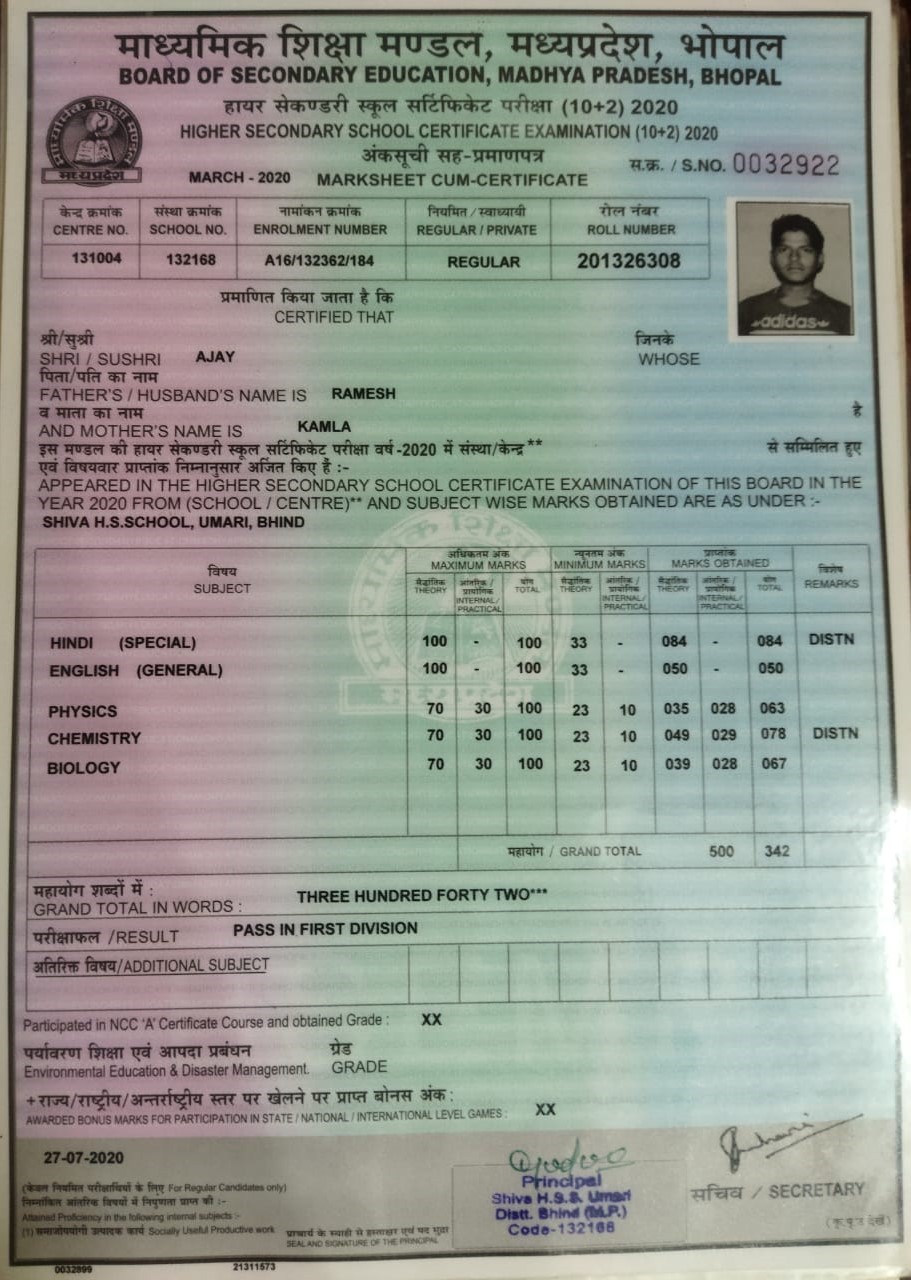 माध्यमिक शिक्षा मण्डल, मध्यप्रदेश, भोपाल
BOARD OF SECONDARY EDUCATION, MADHYA PRADESH, BHOPAL
हायर सेकण्डरी स्कूल सर्टिफिकेट परीक्षा (10+2) 2020
HIGHER SECONDARY SCHOOL CERTIFICATE EXAMINATION (10+2) 2020
अंकसूची सह-प्रमाणपत्र
स.क्र. / S.NO. 0032922
MARCH - 2020 MARKSHEET CUM-CERTIFICATE
माध्यमिक शिक्षा मण्डल
मध्यप्रदेश
केन्द्र क्रमांक संस्था क्रमांक नामांकन क्रमांक नियमित / स्वाध्यायी रोल नंबर
CENTRE NO. SCHOOL NO. ENROLMENT NUMBER REGULAR / PRIVATE ROLL NUMBER
131004 132168 A16/132362/184 REGULAR 201326308
adidas
प्रमाणित किया जाता है कि
CERTIFIED THAT
श्री/सुश्री जिनके
SHRI / SUSHRI AJAY WHOSE
पिता/पति का नाम
FATHER'S / HUSBAND'S NAME IS RAMESH
व माता का नाम है
AND MOTHER'S NAME IS KAMLA
इस मण्डल की हायर सेकण्डरी स्कूल सर्टिफिकेट परीक्षा वर्ष-2020 में संस्था/केन्द्र** से सम्मिलित हुए
एवं विषयवार प्राप्तांक निम्नानुसार अर्जित किए है :-
APPEARED IN THE HIGHER SECONDARY SCHOOL CERTIFICATE EXAMINATION OF THIS BOARD IN THE
YEAR 2020 FROM (SCHOOL / CENTRE)** AND SUBJECT WISE MARKS OBTAINED ARE AS UNDER :-
SHIVA H.S.SCHOOL, UMARI, BHIND
विषय अधिकतम अंक न्यूनतम अंक प्राप्तांक विशेष
SUBJECT MAXIMUM MARKS MINIMUM MARKS MARKS OBTAINED REMARKS
सैद्धांतिक आंतरिक / प्रायोगिक योग सैद्धांतिक आंतरिक / प्रायोगिक सैद्धांतिक आंतरिक / प्रायोगिक योग
THEORY INTERNAL/ PRACTICAL TOTAL THEORY INTERNAL/ PRACTICAL THEORY INTERNAL/ PRACTICAL TOTAL
HINDI (SPECIAL) 100 - 100 33 - 084 - 084 DISTN
ENGLISH (GENERAL) 100 - 100 33 - 050 - 050
PHYSICS 70 30 100 23 10 035 028 063
CHEMISTRY 70 30 100 23 10 049 029 078 DISTN
BIOLOGY 70 30 100 23 10 039 028 067
महायोग / GRAND TOTAL 500 342
महायोग शब्दों में :
GRAND TOTAL IN WORDS : THREE HUNDRED FORTY TWO***
परीक्षाफल /RESULT PASS IN FIRST DIVISION
अतिरिक्त विषय/ADDITIONAL SUBJECT
Participated in NCC 'A' Certificate Course and obtained Grade : XX
पर्यावरण शिक्षा एवं आपदा प्रबंधन ग्रेड
Environmental Education & Disaster Management. GRADE
+राज्य/राष्ट्रीय/अन्तर्राष्ट्रीय स्तर पर खेलने पर प्राप्त बोनस अंक :
AWARDED BONUS MARKS FOR PARTICIPATION IN STATE / NATIONAL / INTERNATIONAL LEVEL GAMES : XX
27-07-2020
(केवल नियमित परीक्षार्थियों के लिए For Regular Candidates only)
निम्नांकित आंतरिक विषयों में निपुणता प्राप्त की :-
Attained Proficiency in the following internal subjects :-
(1) समाजोपयोगी उत्पादक कार्य Socially Useful Productive work
प्राचार्य के स्याही से हस्ताक्षर एवं पद मुद्रा
SEAL AND SIGNATURE OF THE PRINCIPAL
Principal
Shiva H.S.S. Umari
Distt. Bhind (M.P.)
Code-132168
सचिव / SECRETARY
(कृ.पृ.उ. देखें)
0032899 21311573